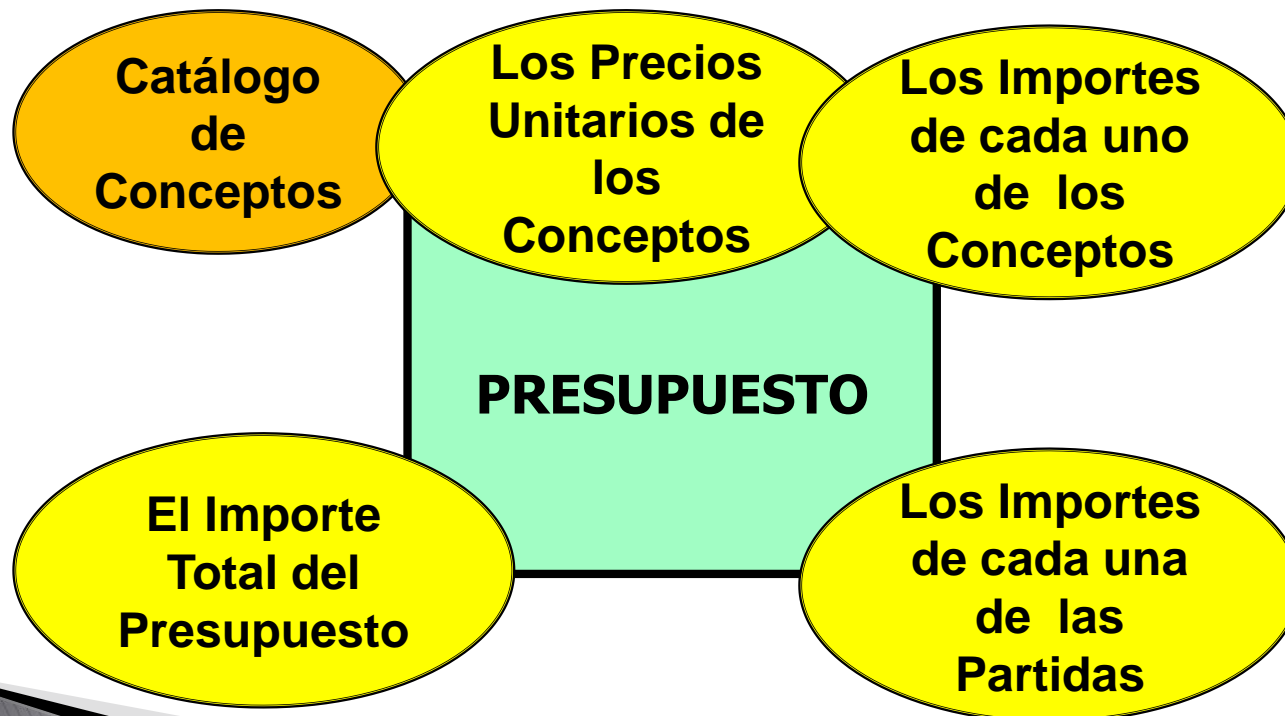 Catálogo
de
Conceptos
Los Precios
Unitarios de
los
Conceptos
Los Importes
de cada uno
de los
Conceptos
PRESUPUESTO
El Importe
Total del
Presupuesto
Los Importes
de cada una
de las
Partidas